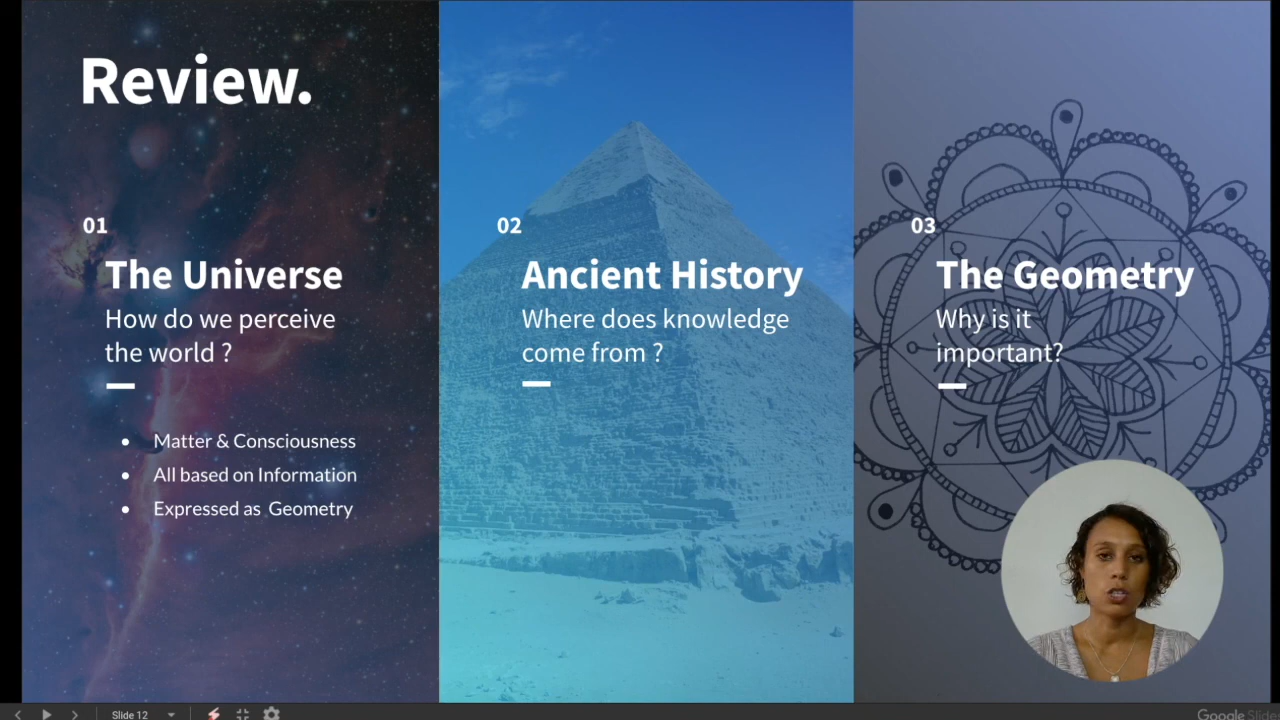 Review.
01
The Universe
How do we perceive
the world ?
Matter & Consciousness
All based on Information
Expressed as Geometry
02
Ancient History
Where does knowledge
come from ?
03
The Geometry
Why is it
important?
Slide 12
Google Slides